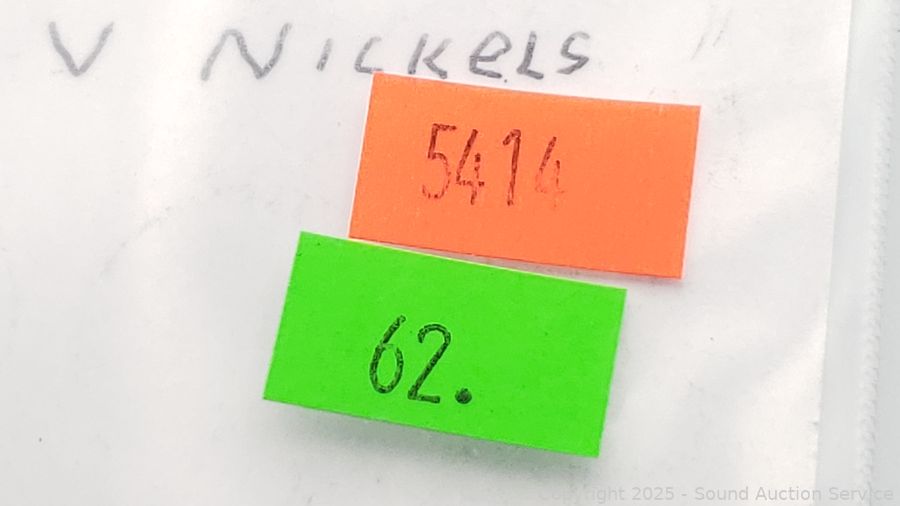 V Nickels
5414
62.
Copyright 2025 - Sound Auction Service